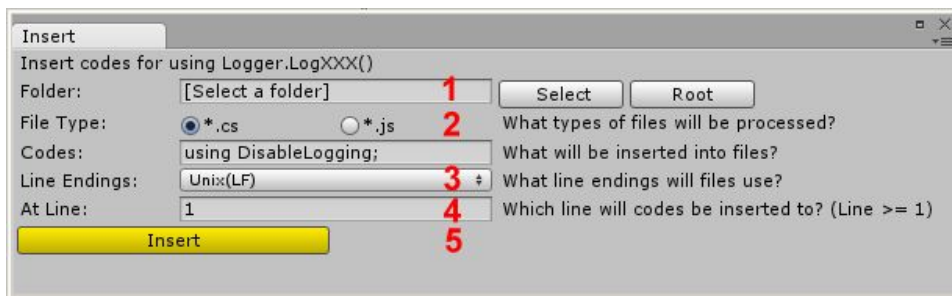 Insert
Insert codes for using Logger.LogXXX()
Folder: [Select a folder] 1 Select Root
File Type: *.cs *.js 2 What types of files will be processed?
Codes: using DisableLogging; What will be inserted into files?
Line Endings: Unix(LF) 3 What line endings will files use?
At Line: 1 4 Which line will codes be inserted to? (Line >= 1)
Insert 5